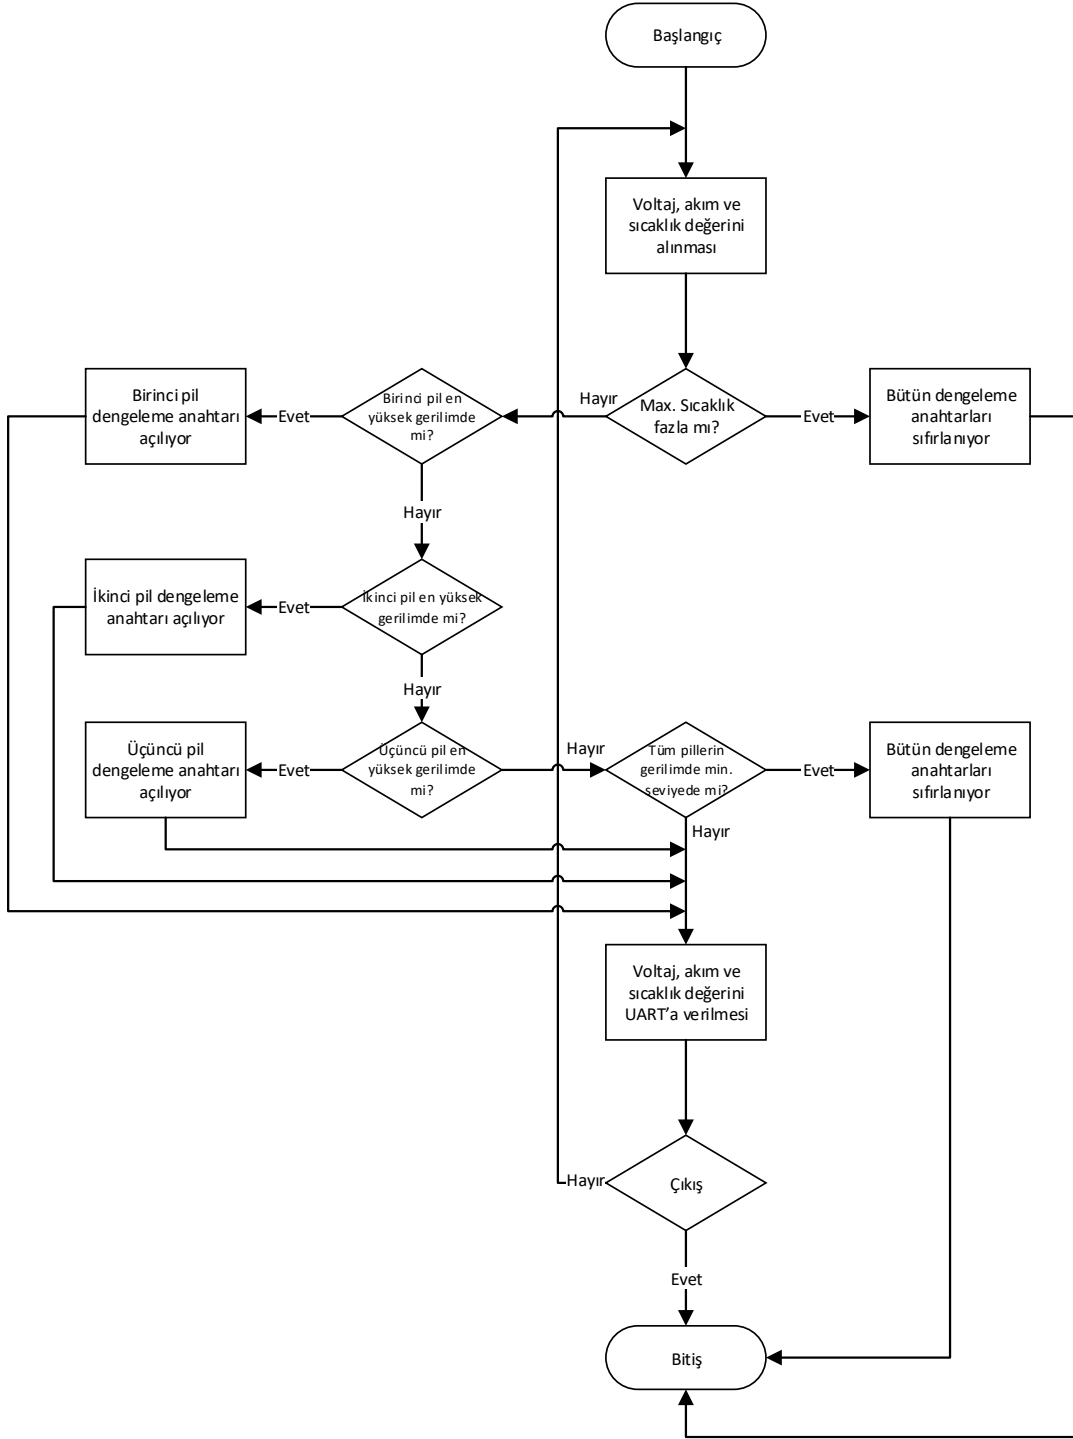 Başlangıç
Voltaj, akım ve
sıcaklık değerini
alınması
Max. Sıcaklık
fazla mı?
Hayır
Evet
Bütün dengeleme
anahtarları
sıfırlanıyor
Birinci pil en
yüksek gerilimde
mi?
Evet
Birinci pil
dengeleme anahtarı
açılıyor
Hayır
İkinci pil en yüksek
gerilimde mi?
Evet
İkinci pil dengeleme
anahtarı açılıyor
Hayır
Üçüncü pil en
yüksek gerilimde
mi?
Evet
Üçüncü pil
dengeleme anahtarı
açılıyor
Hayır
Tüm pillerin
gerilimde min.
seviyede mi?
Evet
Bütün dengeleme
anahtarları
sıfırlanıyor
Hayır
Voltaj, akım ve
sıcaklık değerini
UART’a verilmesi
Çıkış
Hayır
Evet
Bitiş